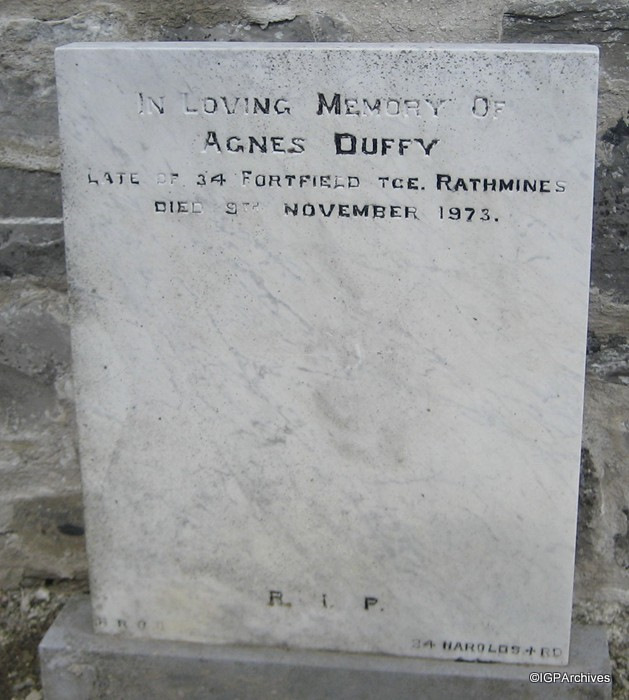 IN LOVING MEMORY OF
AGNES DUFFY
LATE OF 34 FORTFIELD TCE. RATHMINES
DIED 9TH NOVEMBER 1973.
R. I. P.
©IGPArchives